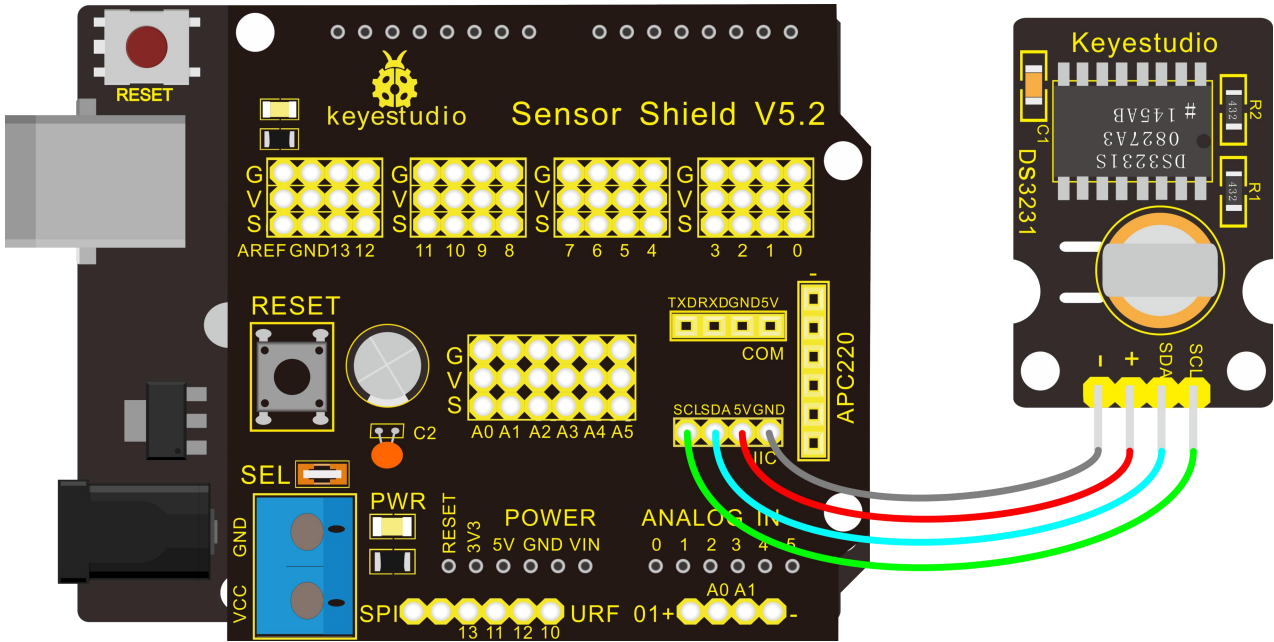 RESET
keyestudio
Sensor Shield V5.2
G
V
S
AREF GND 13 12
G
V
S
11 10 9 8
G
V
S
7 6 5 4
G
V
S
3 2 1 0
RESET
G
V
S
A0 A1 A2 A3 A4 A5
C2
TXD RXD GND 5V
COM
-
APC220
SCL SDA 5V GND
IIC
SEL
GND
VCC
PWR
POWER
RESET 3V3 5V GND VIN
ANALOG IN
0 1 2 3 4 5
SPI
13 11 12 10
URF 01+
A0 A1
-
Keyestudio
C1
DS3231
DS3231S
0827A3
145AB
#
R2
432
R1
432
- + SDA SCL